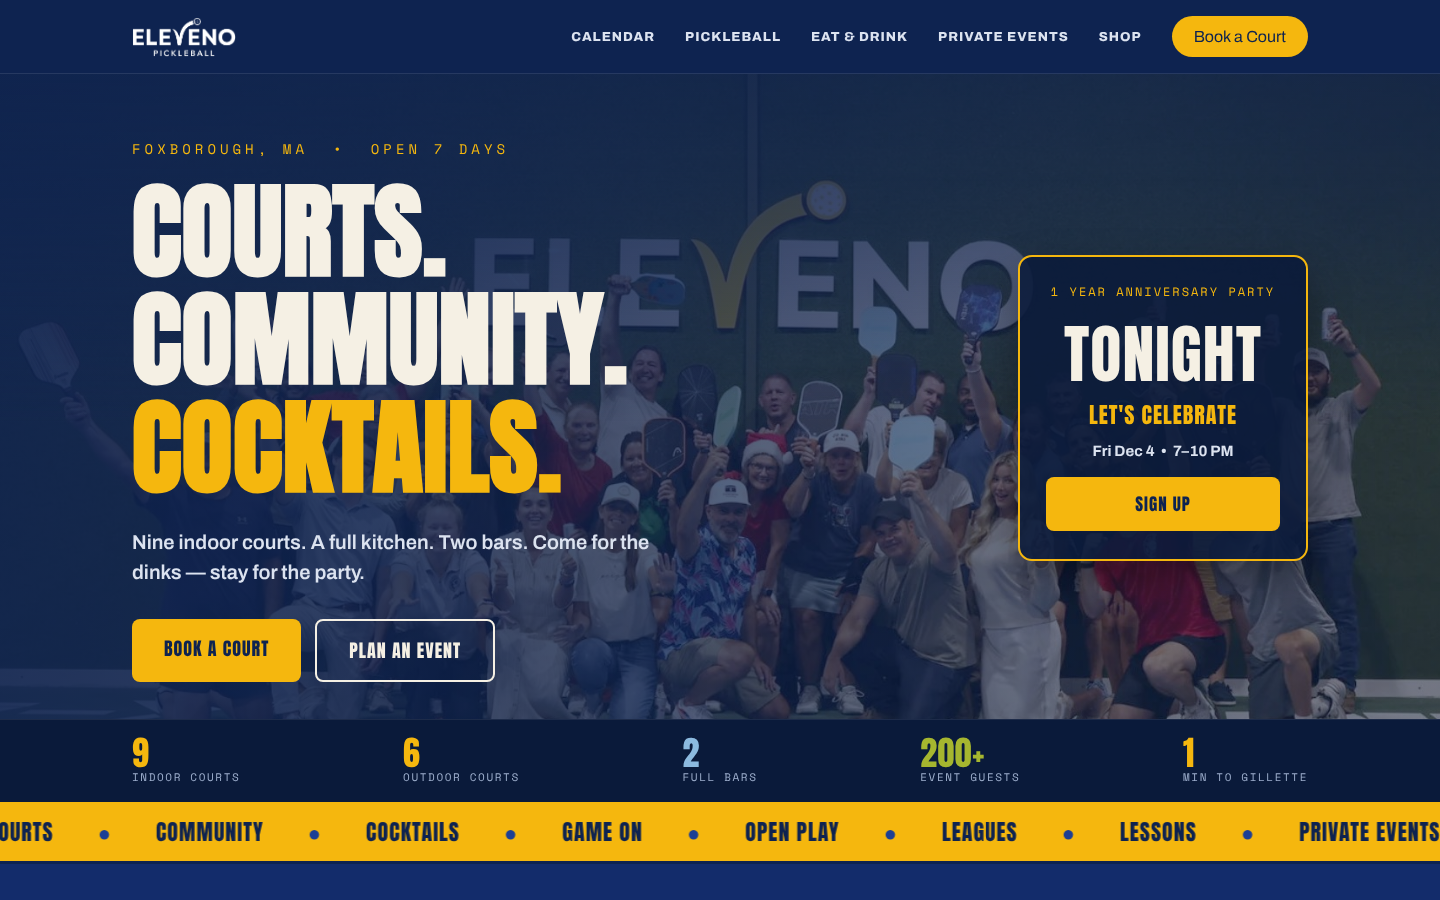 ELEVENO
PICKLEBALL
CALENDAR
PICKLEBALL
EAT & DRINK
PRIVATE EVENTS
SHOP
Book a Court
FOXBOROUGH, MA • OPEN 7 DAYS
COURTS.
COMMUNITY.
COCKTAILS.
ELEVENO
Nine indoor courts. A full kitchen. Two bars. Come for the
dinks — stay for the party.
BOOK A COURT
PLAN AN EVENT
1 YEAR ANNIVERSARY PARTY
TONIGHT
LET'S CELEBRATE
Fri Dec 4 • 7–10 PM
SIGN UP
9
INDOOR COURTS
6
OUTDOOR COURTS
2
FULL BARS
200+
EVENT GUESTS
1
MIN TO GILLETTE
OURTS • COMMUNITY • COCKTAILS • GAME ON • OPEN PLAY • LEAGUES • LESSONS • PRIVATE EVENTS